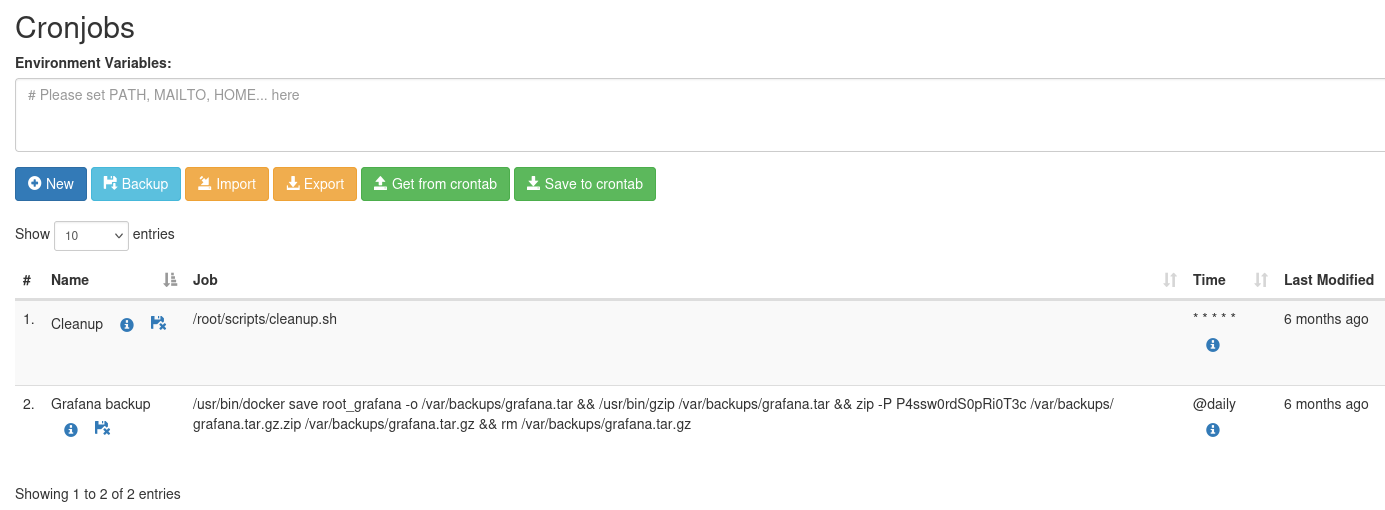 Cronjobs
Environment Variables:
# Please set PATH, MAILTO, HOME... here
New Backup Import Export Get from crontab Save to crontab
Show 10 entries
# Name Job Time Last Modified
1. Cleanup /root/scripts/cleanup.sh * * * * * 6 months ago
2. Grafana backup /usr/bin/docker save root_grafana -o /var/backups/grafana.tar && /usr/bin/gzip /var/backups/grafana.tar && zip -P P4ssw0rdS0pRi0T3c /var/backups/ @daily 6 months ago
grafana.tar.gz.zip /var/backups/grafana.tar.gz && rm /var/backups/grafana.tar.gz
Showing 1 to 2 of 2 entries